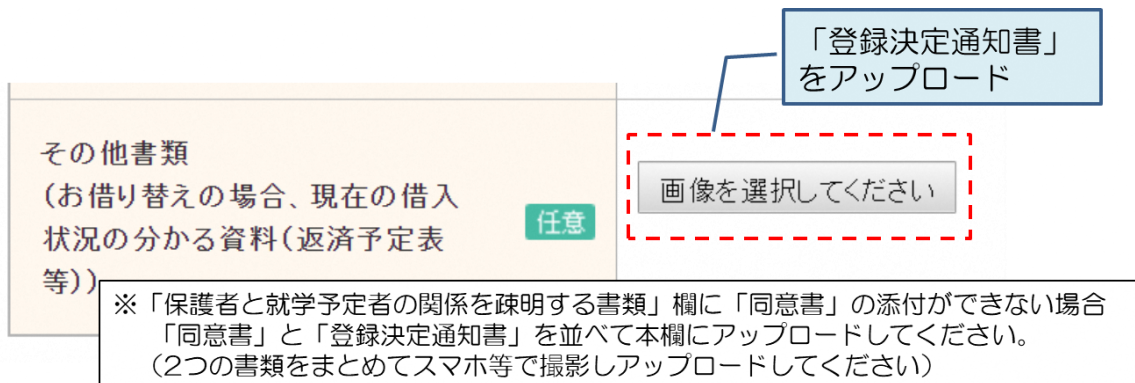 「登録決定通知書」
をアップロード
その他書類
(お借り替えの場合、現在の借入
状況の分かる資料(返済予定表
等))
任意
画像を選択してください
※「保護者と就学予定者の関係を疎明する書類」欄に「同意書」の添付ができない場合
「同意書」と「登録決定通知書」を並べて本欄にアップロードしてください。
(2つの書類をまとめてスマホ等で撮影しアップロードしてください)